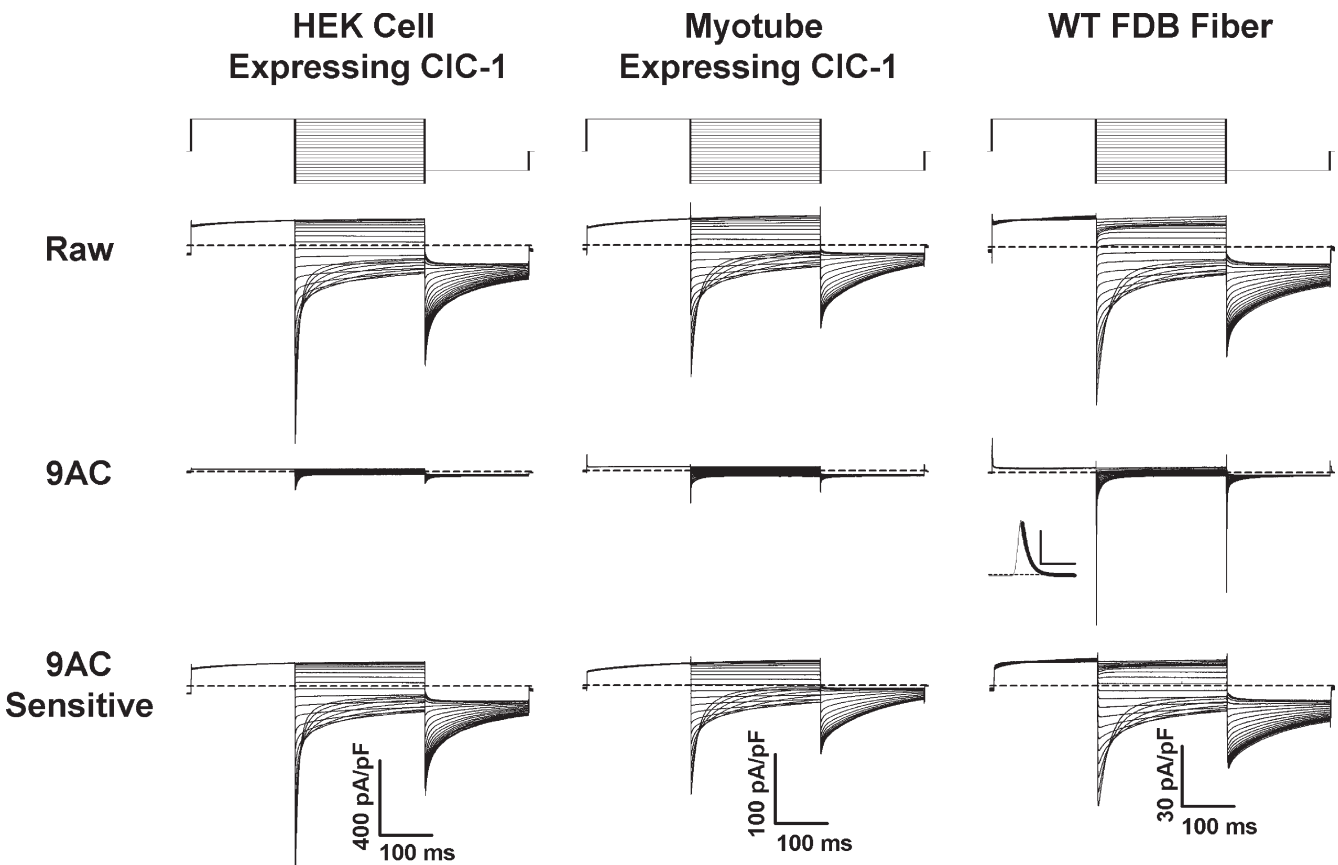 HEK Cell
Expressing ClC-1
Myotube
Expressing ClC-1
WT FDB Fiber
Raw
9AC
9AC
Sensitive
400 pA/pF
100 ms
100 pA/pF
100 ms
30 pA/pF
100 ms